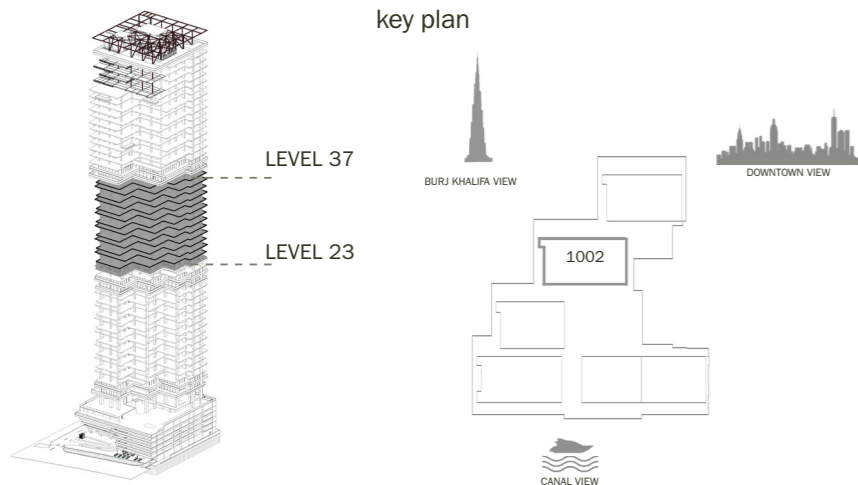 key plan
LEVEL 37
LEVEL 23
BURJ KHALIFA VIEW
DOWNTOWN VIEW
1002
CANAL VIEW